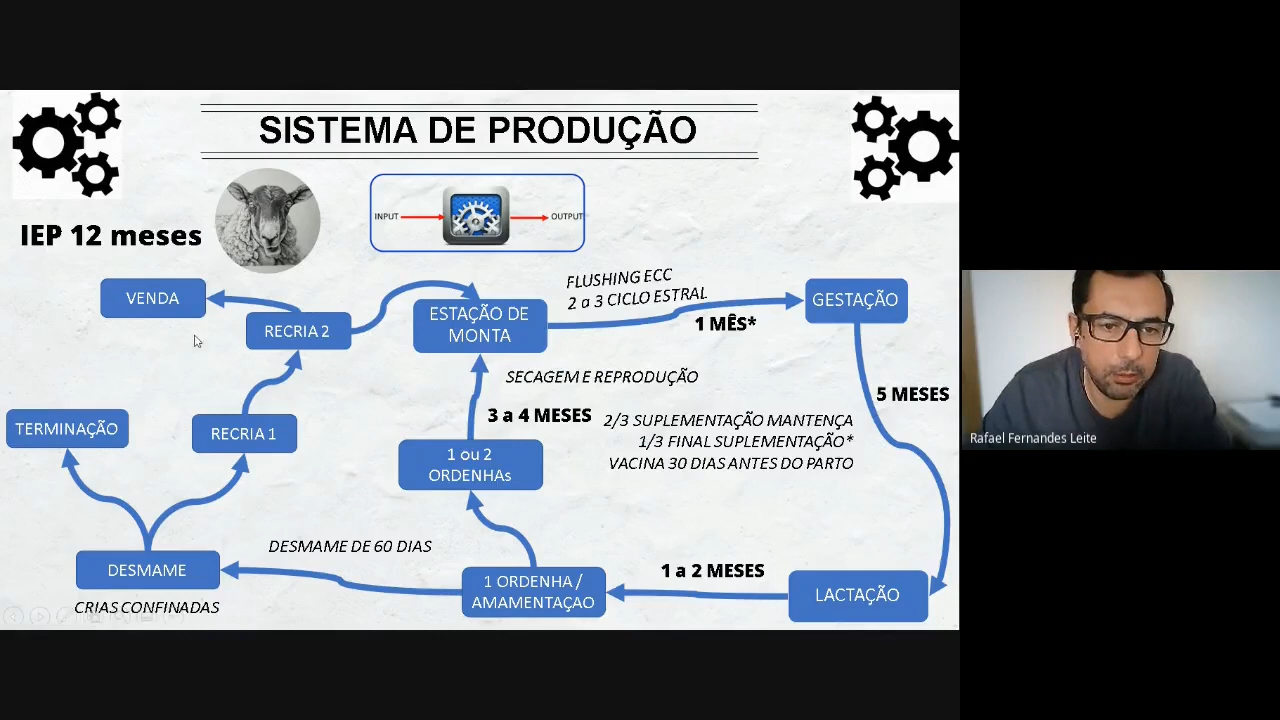 SISTEMA DE PRODUÇÃO
INPUT
OUTPUT
IEP 12 meses
FLUSHING ECC
2 a 3 CICLO ESTRAL
VENDA
RECRIA 2
ESTAÇÃO DE
MONTA
1 MÊS*
GESTAÇÃO
SECAGEM E REPRODUÇÃO
5 MESES
TERMINAÇÃO
RECRIA 1
3 a 4 MESES
2/3 SUPLEMENTAÇÃO MANTENÇA
1/3 FINAL SUPLEMENTAÇÃO*
VACINA 30 DIAS ANTES DO PARTO
1 ou 2
ORDENHAs
Rafael Fernandes Leite
DESMAME DE 60 DIAS
DESMAME
1 ORDENHA /
AMAMENTAÇAO
1 a 2 MESES
LACTAÇÃO
CRIAS CONFINADAS